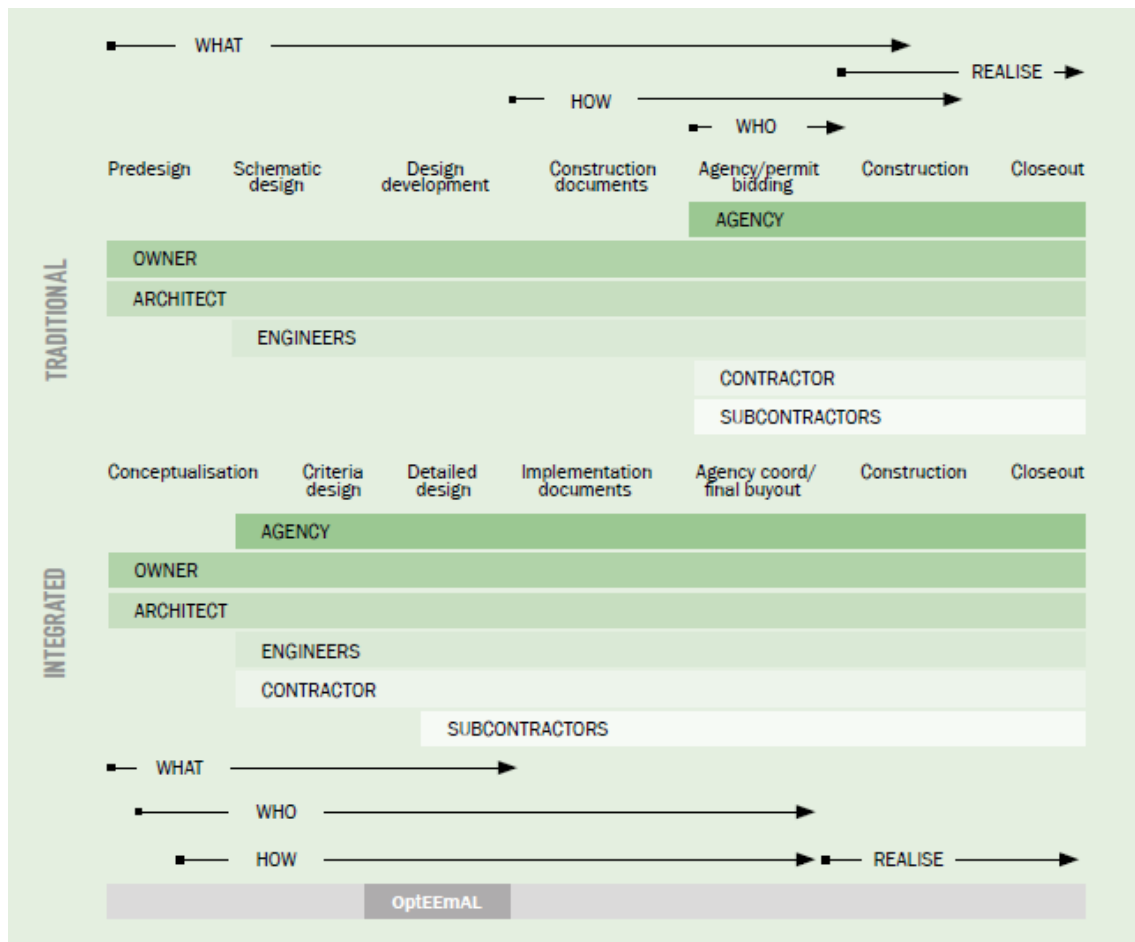 WHAT
REALISE
HOW
WHO
Predesign
Schematic
design
Design
development
Construction
documents
Agency/permit
bidding
Construction
Closeout
TRADITIONAL
AGENCY
OWNER
ARCHITECT
ENGINEERS
CONTRACTOR
SUBCONTRACTORS
Conceptualisation
Criteria
design
Detailed
design
Implementation
documents
Agency coord/
final buyout
Construction
Closeout
INTEGRATED
AGENCY
OWNER
ARCHITECT
ENGINEERS
CONTRACTOR
SUBCONTRACTORS
WHAT
WHO
HOW
REALISE
OptEEmAL